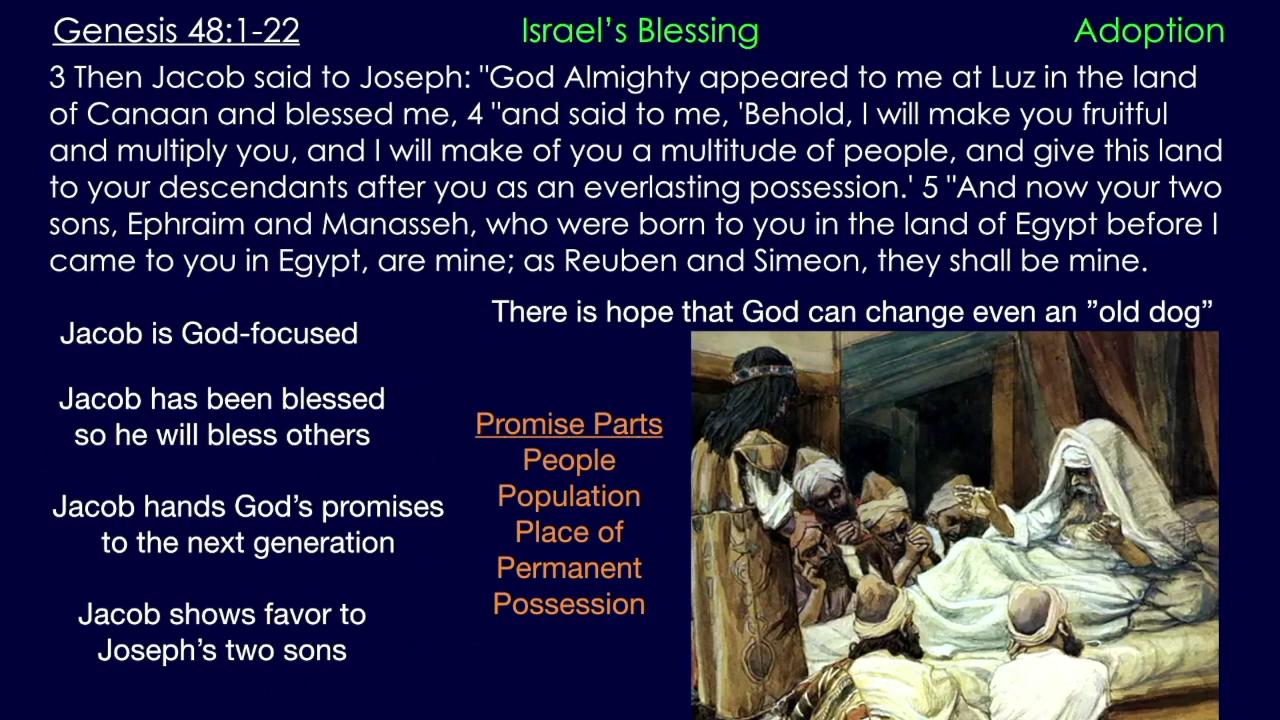 Genesis 48:1-22 Israel’s Blessing Adoption
3 Then Jacob said to Joseph: "God Almighty appeared to me at Luz in the land
of Canaan and blessed me, 4 "and said to me, 'Behold, I will make you fruitful
and multiply you, and I will make of you a multitude of people, and give this land
to your descendants after you as an everlasting possession.' 5 "And now your two
sons, Ephraim and Manasseh, who were born to you in the land of Egypt before I
came to you in Egypt, are mine; as Reuben and Simeon, they shall be mine.
There is hope that God can change even an ”old dog”
Jacob is God-focused
Jacob has been blessed
so he will bless others
Jacob hands God’s promises
to the next generation
Jacob shows favor to
Joseph’s two sons
Promise Parts
People
Population
Place of
Permanent
Possession